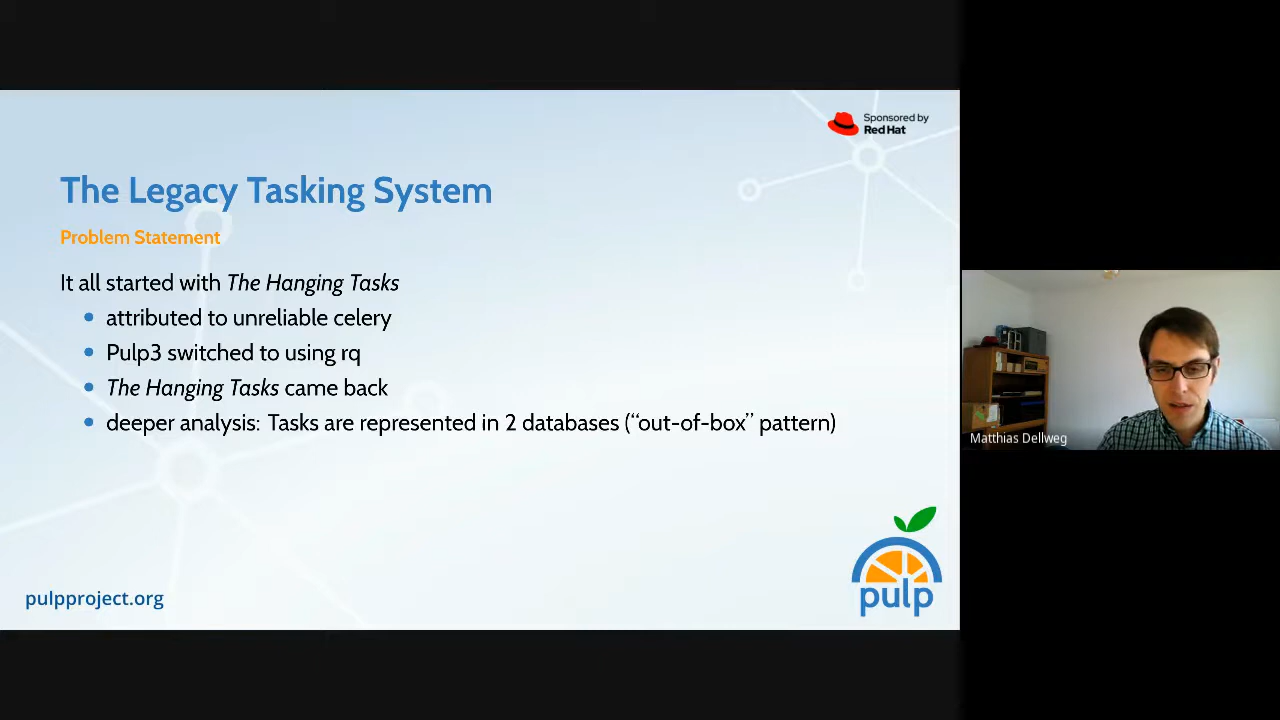 Sponsored by
Red Hat
The Legacy Tasking System
Problem Statement
It all started with The Hanging Tasks
attributed to unreliable celery
Pulp3 switched to using rq
The Hanging Tasks came back
deeper analysis: Tasks are represented in 2 databases (“out-of-box” pattern)
Matthias Dellweg
pulpproject.org
pulp